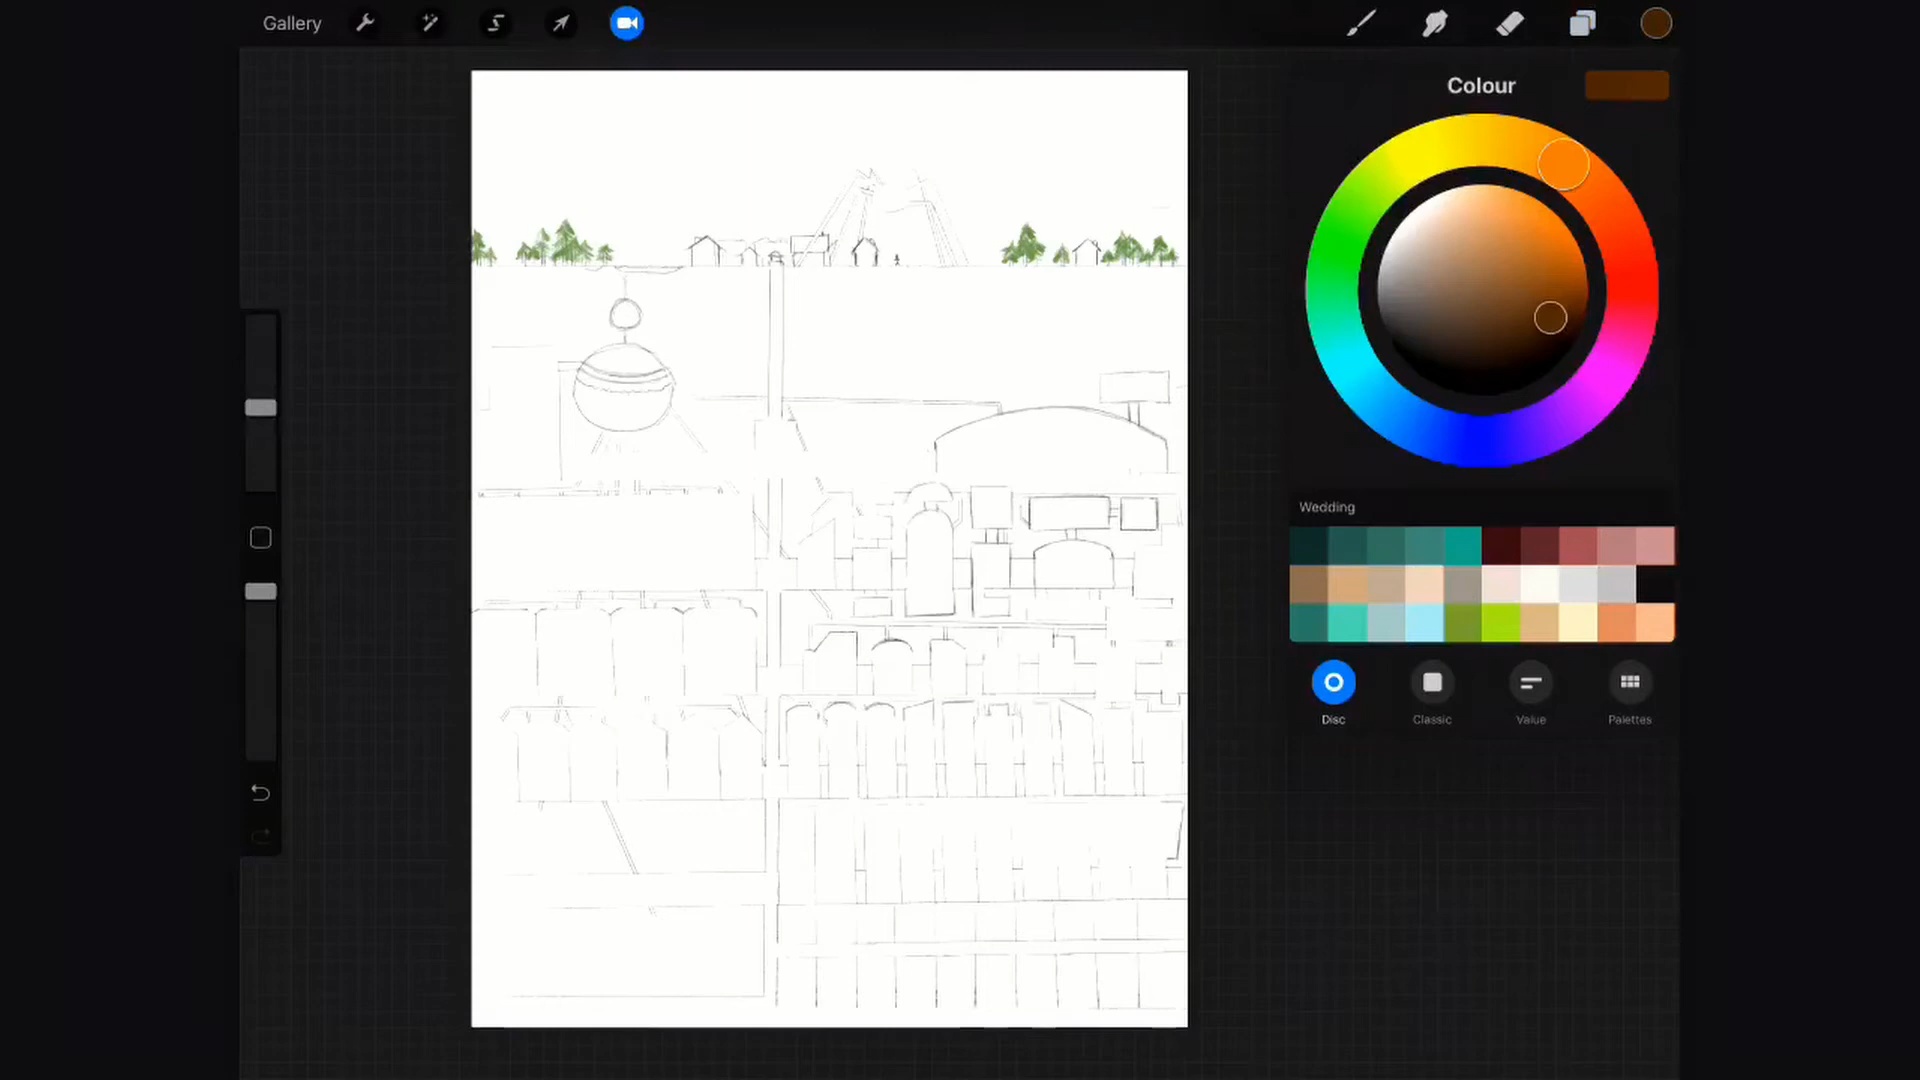 Gallery
Colour
Wedding
Disc
Classic
Value
Palettes